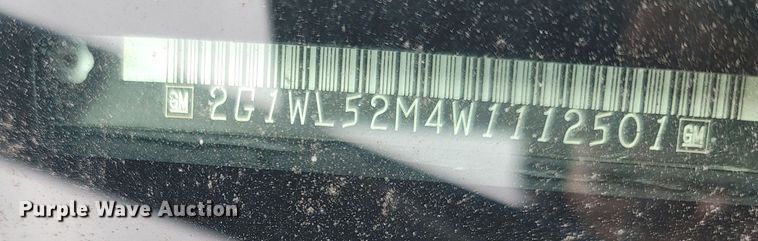 GM 2G1WL52M4W1112501 GM
Purple Wave Auction